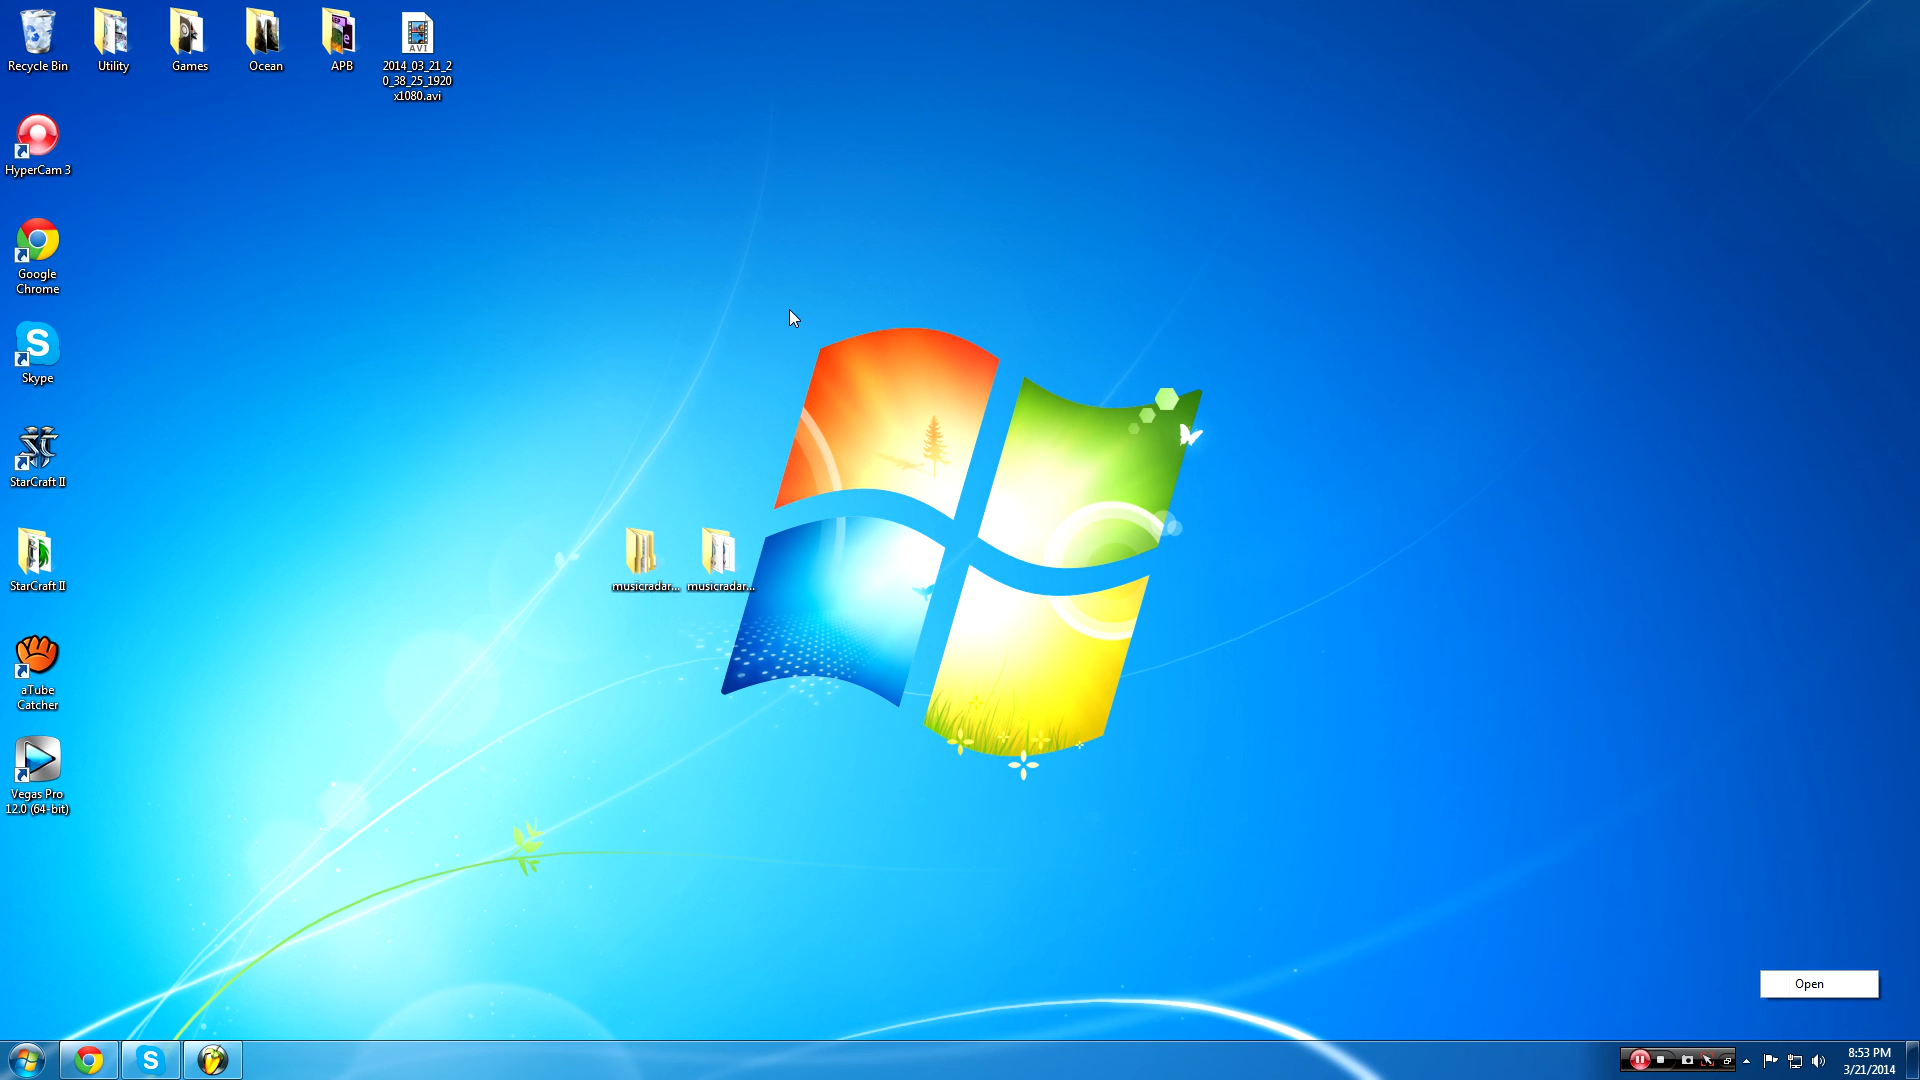 Recycle Bin
Utility
Games
Ocean
APB
AVI
2014_03_21_2
0_38_25_1920
x1080.avi
HyperCam 3
Google
Chrome
Skype
StarCraft II
StarCraft II
musicradar...
musicradar...
aTube
Catcher
Vegas Pro
12.0 (64-bit)
Open
8:53 PM
3/21/2014